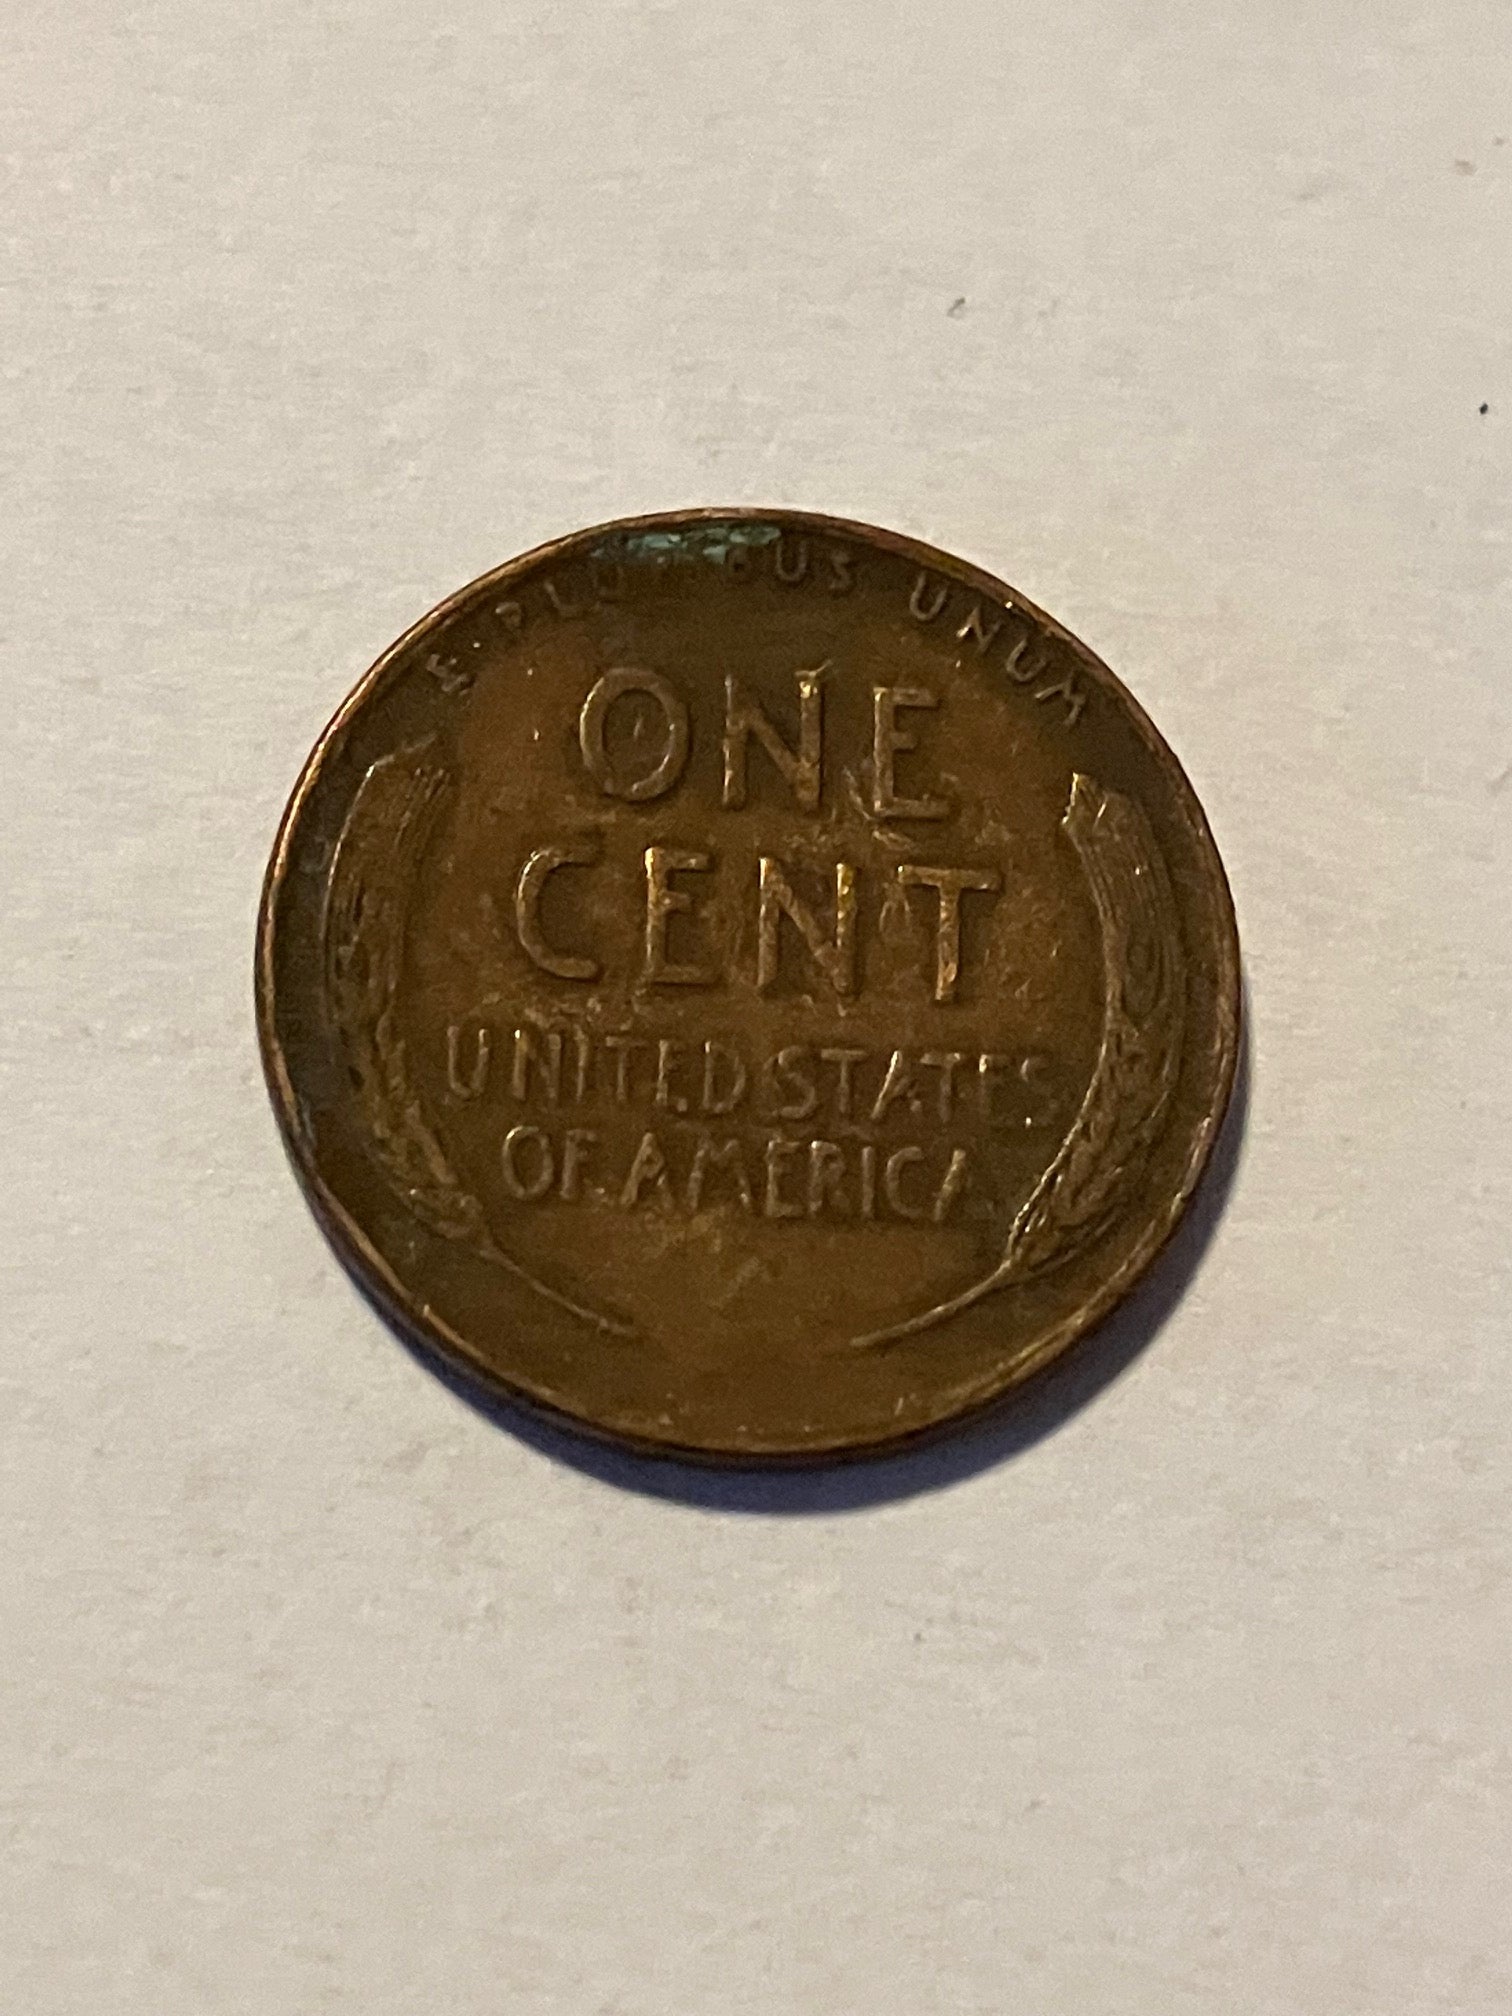 E·PLURIBUS UNUM
ONE
CENT
UNITED STATES
OF AMERICA